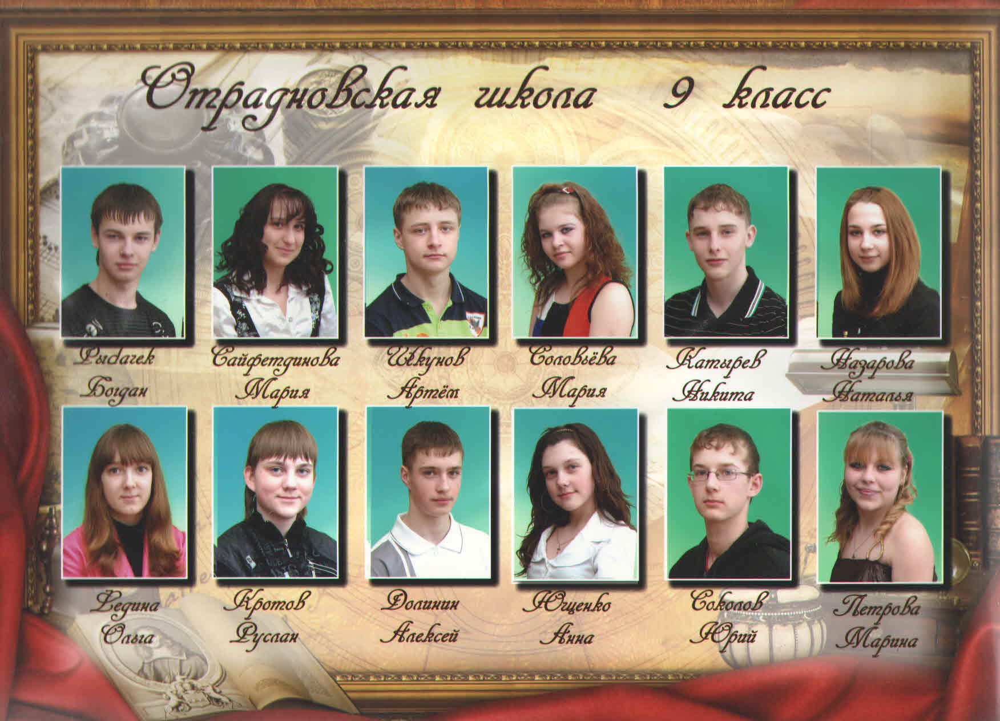 Отрадновская школа 9 класс
Рыдачек Сайфетдинова Шкунов Соловьёва Катырев Назарова
Богдан Мария Артём Мария Никита Наталья
Федина Кротов Долинин Ющенко Соколов Петрова
Ольга Руслан Алексей Анна Юрий Марина